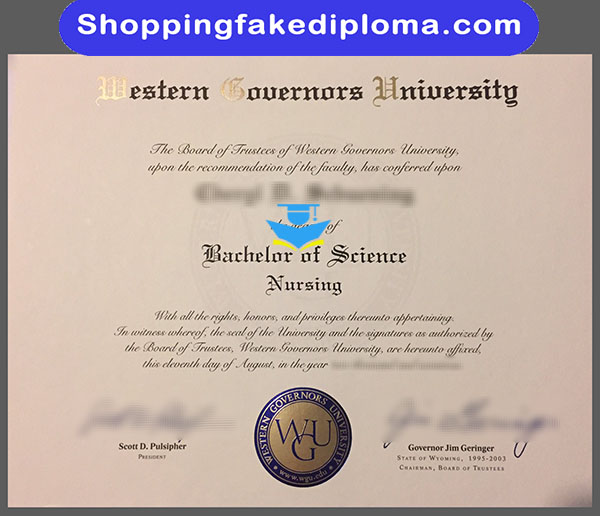 Shoppingfakediploma.com
Western Governors University
The Board of Trustees of Western Governors University,
upon the recommendation of the faculty, has conferred upon
of
Bachelor of Science
Nursing
With all the rights, honors, and privileges thereunto appertaining.
In witness whereof, the seal of the University and the signatures as authorized by
the Board of Trustees, Western Governors University, are hereunto affixed,
this eleventh day of August, in the year
WESTERN GOVERNORS UNIVERSITY
WGU
www.wgu.edu
Scott D. Pulsipher
President
Governor Jim Geringer
State of Wyoming, 1995-2003
Chairman, Board of Trustees